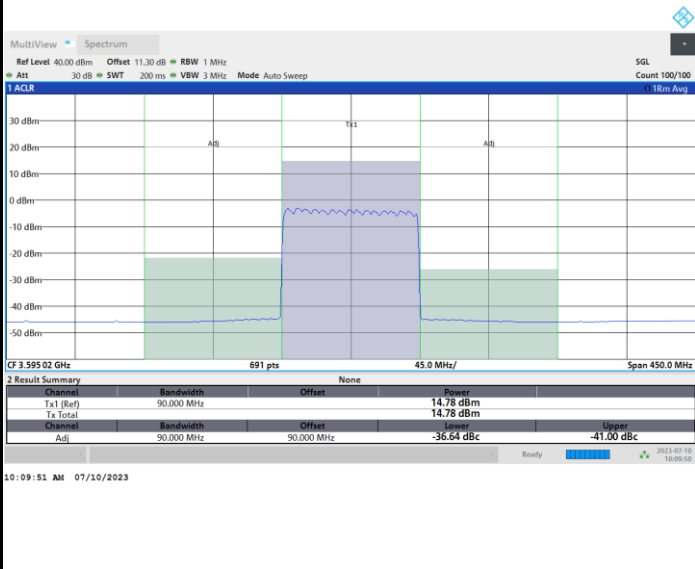 MultiView Spectrum
Ref Level 40.00 dBm Offset 11.30 dB RBW 1 MHz SGL
Att 30 dB SWT 200 ms VBW 3 MHz Mode Auto Sweep Count 100/100
1 ACLR 1Rm Avg
30 dBm
Tx1
20 dBm Adj Adj
10 dBm
0 dBm
-10 dBm
-20 dBm
-30 dBm
-40 dBm
-50 dBm
CF 3.595 02 GHz 691 pts 45.0 MHz/ Span 450.0 MHz
2 Result Summary None
Channel Bandwidth Offset Power
Tx1 (Ref) 90.000 MHz 14.78 dBm
Tx Total 14.78 dBm
Channel Bandwidth Offset Lower Upper
Adj 90.000 MHz 90.000 MHz -36.64 dBc -41.00 dBc
Ready 2023-07-10
10:09:50
10:09:51 AM 07/10/2023